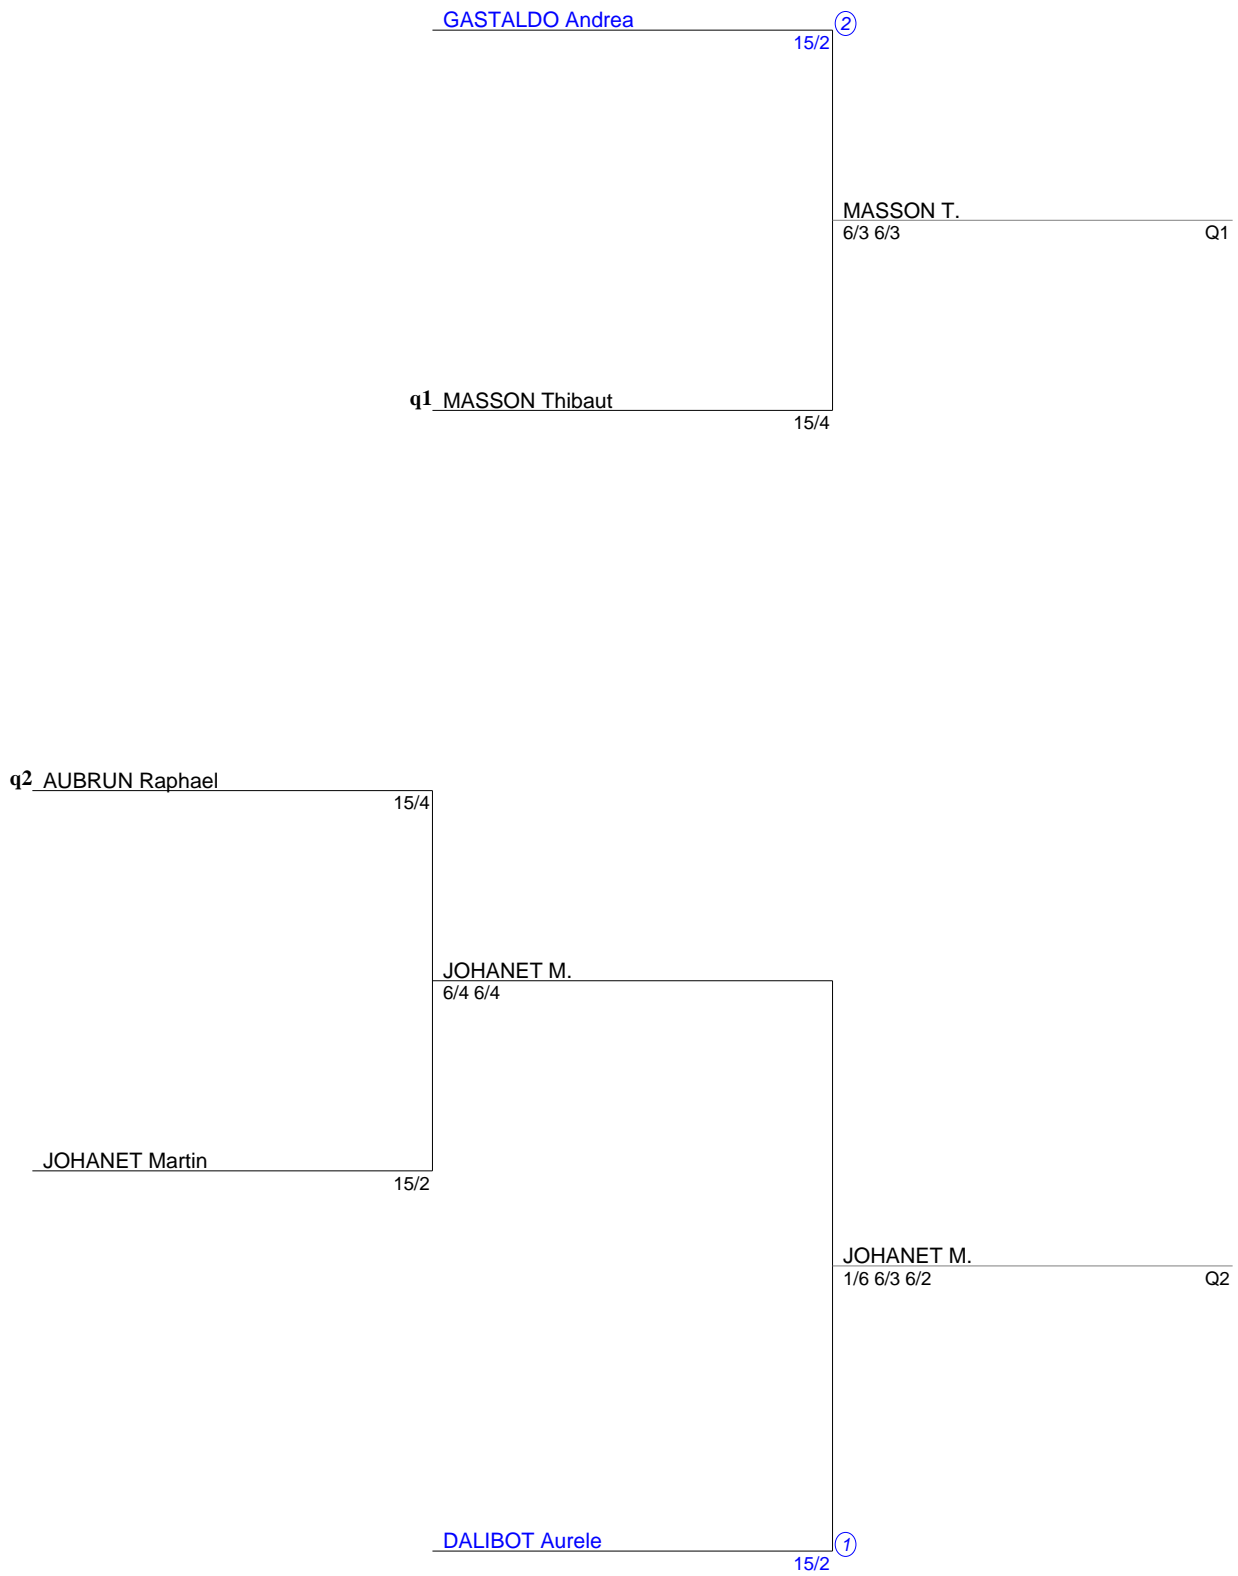 GASTALDO Andrea
2
15/2
MASSON T.
6/3 6/3
Q1
q1 MASSON Thibaut
15/4
q2 AUBRUN Raphael
15/4
JOHANET M.
6/4 6/4
JOHANET Martin
15/2
JOHANET M.
1/6 6/3 6/2
Q2
DALIBOT Aurele
1
15/2